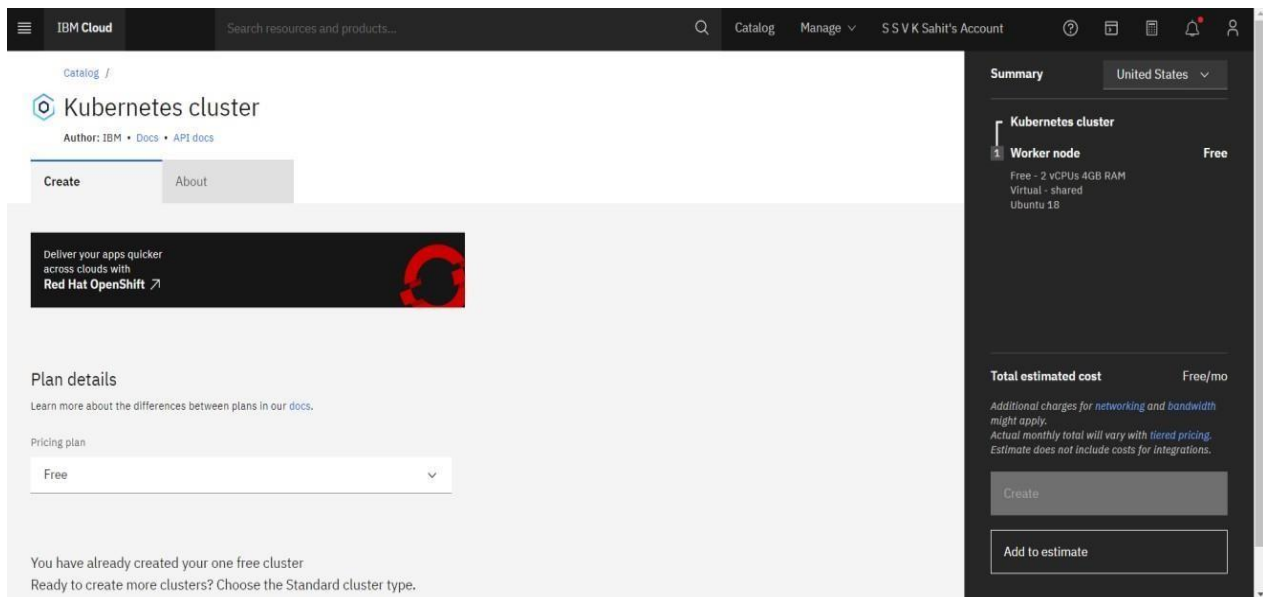 IBM Cloud
Search resources and products...
Catalog
Manage
S S V K Sahit's Account
Catalog /
Kubernetes cluster
Author: IBM • Docs • API docs
Create
About
Deliver your apps quicker
across clouds with
Red Hat OpenShift
Plan details
Learn more about the differences between plans in our docs.
Pricing plan
Free
You have already created your one free cluster
Ready to create more clusters? Choose the Standard cluster type.
Summary
United States
Kubernetes cluster
1 Worker node Free
Free - 2 vCPUs 4GB RAM
Virtual - shared
Ubuntu 18
Total estimated cost Free/mo
Additional charges for networking and bandwidth
might apply.
Actual monthly total will vary with tiered pricing.
Estimate does not include costs for integrations.
Create
Add to estimate